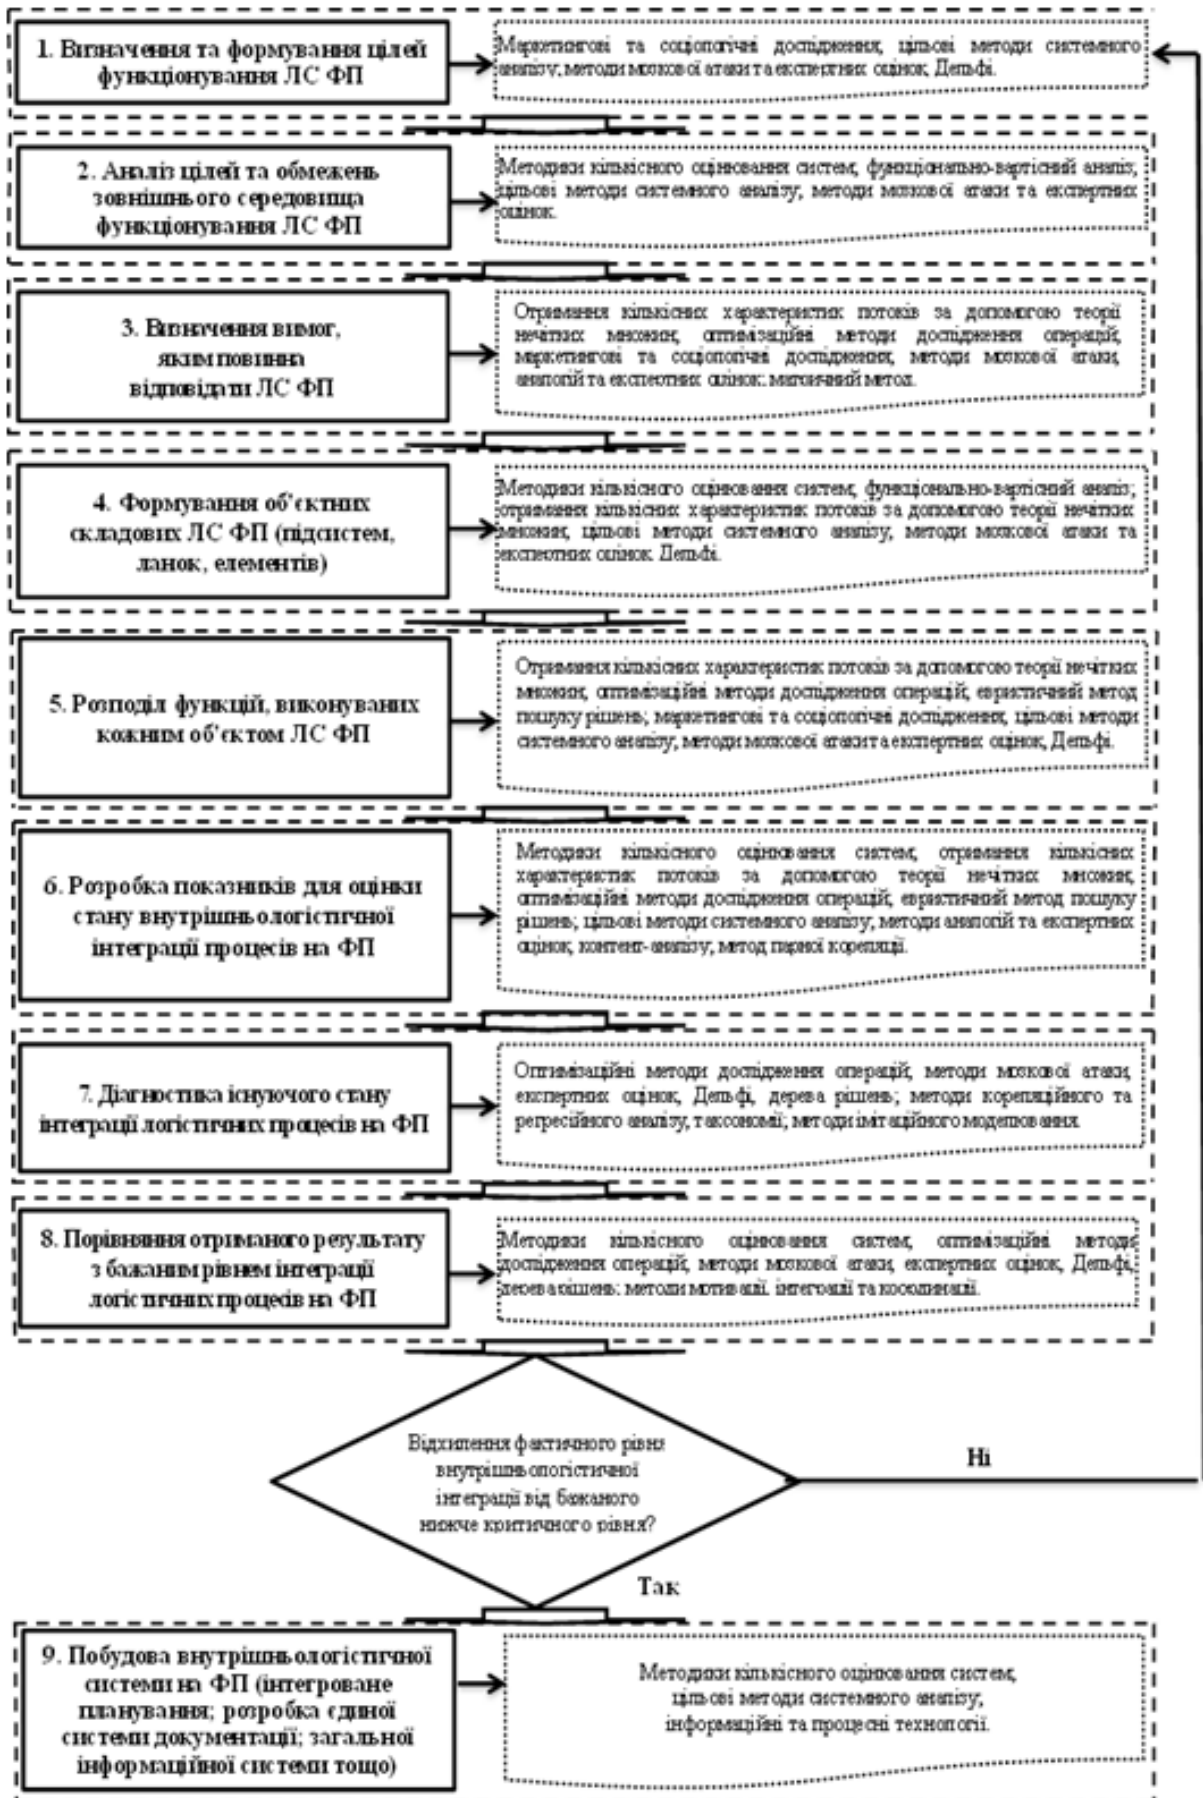 1. Визначення та формування цілей
функціонування ЛС ФП
Маркетингові та соціологічні дослідження, цільові методи системного
аналізу; методи мозкової атаки та експертних оцінок, Дельфі.
2. Аналіз цілей та обмежень
зовнішнього середовища
функціонування ЛС ФП
Методики кількісного оцінювання систем; функціонально-вартісний аналіз;
цільові методи системного аналізу; методи мозкової атаки та експертних
оцінок.
3. Визначення вимог,
яким повинна
відповідати ЛС ФП
Отримання кількісних характеристик потоків за допомогою теорії
нечітких множин; оптимізаційні методи дослідження операцій;
маркетингові та соціологічні дослідження, методи мозкової атаки,
аналогій та експертних оцінок; матричний метод.
4. Формування об'єктних
складових ЛС ФП (підсистем,
ланок, елементів)
Методики кількісного оцінювання систем; функціонально-вартісний аналіз;
отримання кількісних характеристик потоків за допомогою теорії нечітких
множин; цільові методи системного аналізу, методи мозкової атаки та
експертних оцінок, Дельфі.
5. Розподіл функцій, виконуваних
кожним об'єктом ЛС ФП
Отримання кількісних характеристик потоків за допомогою теорії нечітких
множин; оптимізаційні методи дослідження операцій; евристичний метод
пошуку рішень; маркетингові та соціологічні дослідження, цільові методи
системного аналізу; методи мозкової атаки та експертних оцінок, Дельфі.
6. Розробка показників для оцінки
стану внутрішньологістичної
інтеграції процесів на ФП
Методики кількісного оцінювання систем; отримання кількісних
характеристик потоків за допомогою теорії нечітких множин;
оптимізаційні методи дослідження операцій; евристичний метод пошуку
рішень; цільові методи системного аналізу; методи аналогій та експертних
оцінок, контент-аналізу; метод парної кореляції.
7. Діагностика існуючого стану
інтеграції логістичних процесів на ФП
Оптимізаційні методи дослідження операцій; методи мозкової атаки,
експертних оцінок, Дельфі, дерева рішень; методи кореляційного та
регресійного аналізу, таксономії; методи імітаційного моделювання.
8. Порівняння отриманого результату
з бажаним рівнем інтеграції
логістичних процесів на ФП
Методики кількісного оцінювання систем; оптимізаційні методи
дослідження операцій; методи мозкової атаки, експертних оцінок, Дельфі,
дерева рішень; методи мотивації, інтеграції та координації.
Відхилення фактичного рівня
внутрішньологістичної
інтеграції від бажаного
нижче критичного рівня?
Ні
Так
9. Побудова внутрішньологістичної
системи на ФП (інтегроване
планування; розробка єдиної
системи документації; загальної
інформаційної системи тощо)
Методики кількісного оцінювання систем;
цільові методи системного аналізу;
інформаційні та процесні технології.